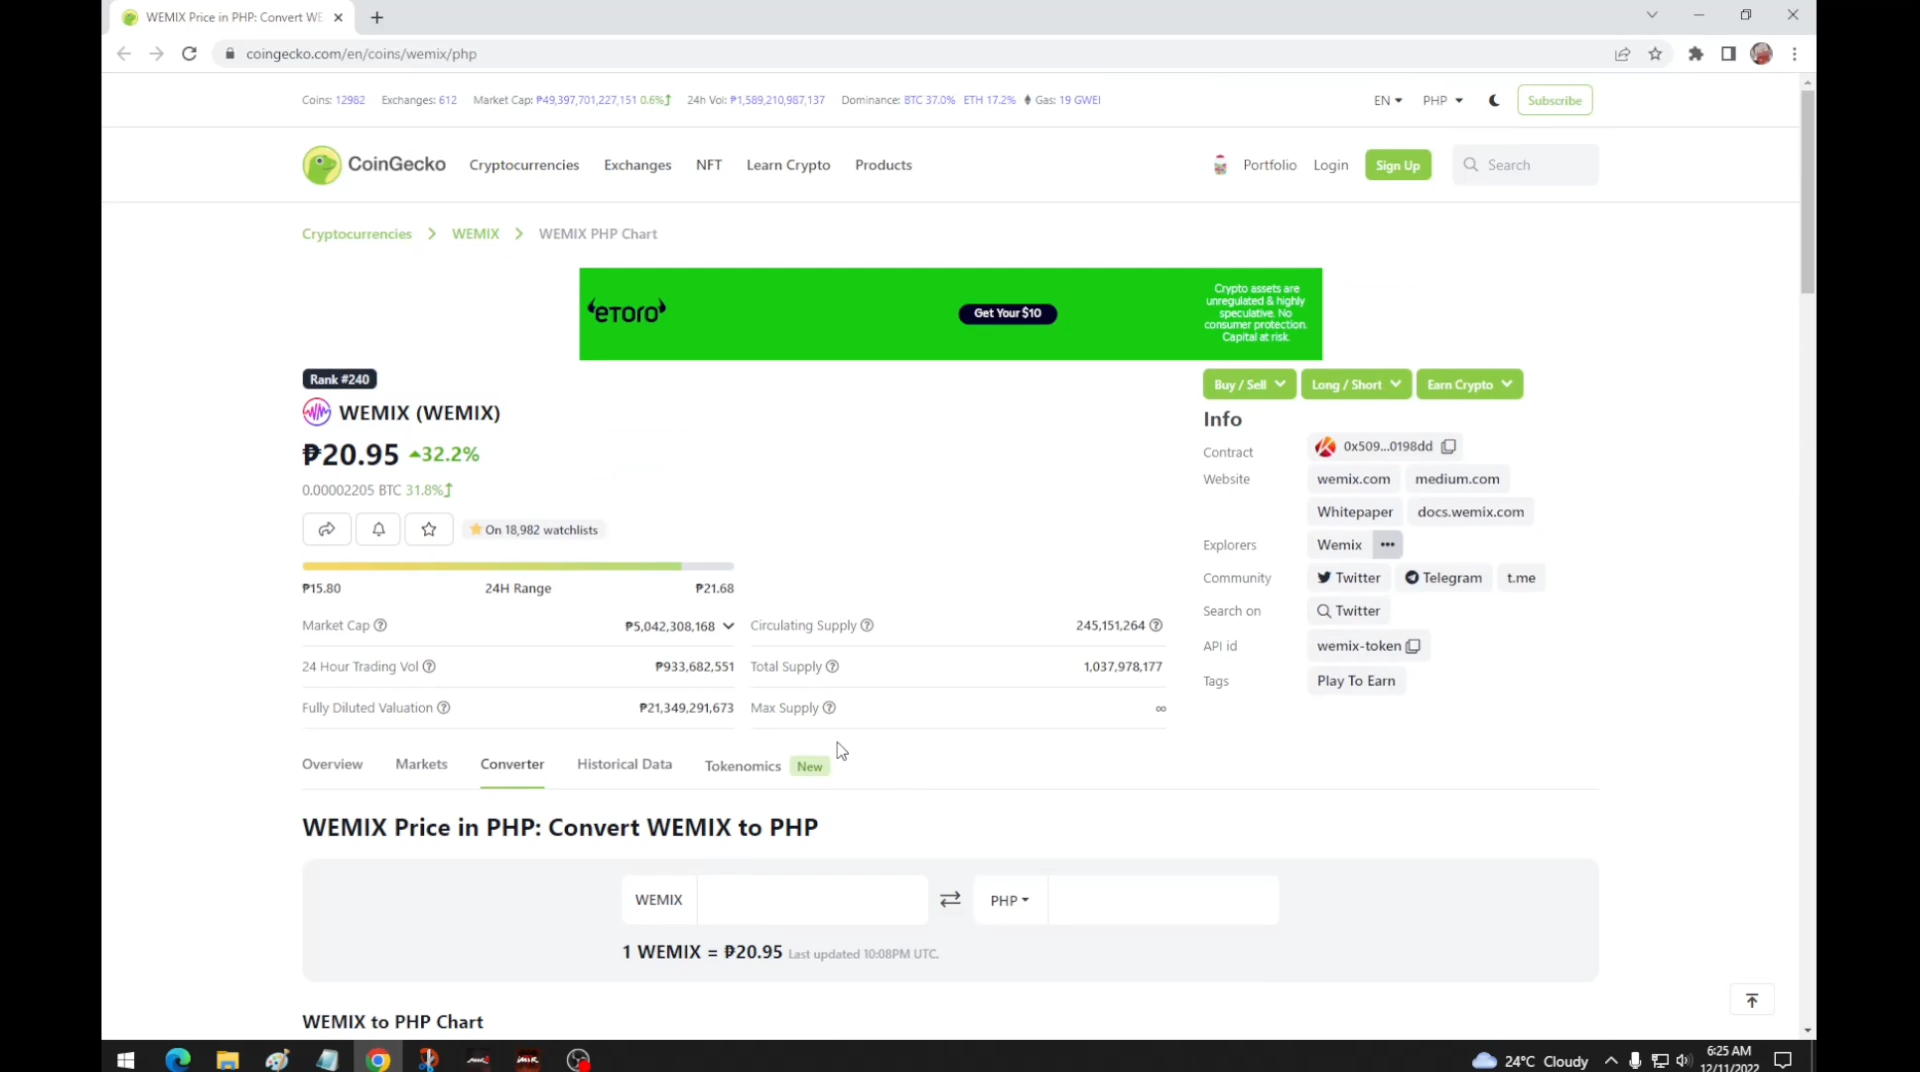 WEMIX Price in PHP: Convert WE
coingecko.com/en/coins/wemix/php
Coins: 12982 Exchanges: 612 Market Cap: ₱49,397,701,227,151 0.6% 24h Vol: ₱1,589,210,987,137 Dominance: BTC 37.0% ETH 17.2% Gas: 19 GWEI
EN PHP Subscribe
CoinGecko Cryptocurrencies Exchanges NFT Learn Crypto Products
Portfolio Login Sign Up Search
Cryptocurrencies > WEMIX > WEMIX PHP Chart
eToro
Get Your $10
Crypto assets are
unregulated & highly
speculative. No
consumer protection.
Capital at risk.
Rank #240
WEMIX (WEMIX)
₱20.95 32.2%
0.00002205 BTC 31.8%
On 18,982 watchlists
₱15.80 24H Range ₱21.68
Market Cap ₱5,042,308,168
24 Hour Trading Vol ₱933,682,551
Fully Diluted Valuation ₱21,349,291,673
Circulating Supply 245,151,264
Total Supply 1,037,978,177
Max Supply ∞
Buy / Sell Long / Short Earn Crypto
Info
Contract 0x509...0198dd
Website wemix.com medium.com
Whitepaper docs.wemix.com
Explorers Wemix •••
Community Twitter Telegram t.me
Search on Twitter
API id wemix-token
Tags Play To Earn
Overview Markets Converter Historical Data Tokenomics New
WEMIX Price in PHP: Convert WEMIX to PHP
WEMIX PHP
1 WEMIX = ₱20.95 Last updated 10:08PM UTC.
WEMIX to PHP Chart
24°C Cloudy
6:25 AM
12/11/2022